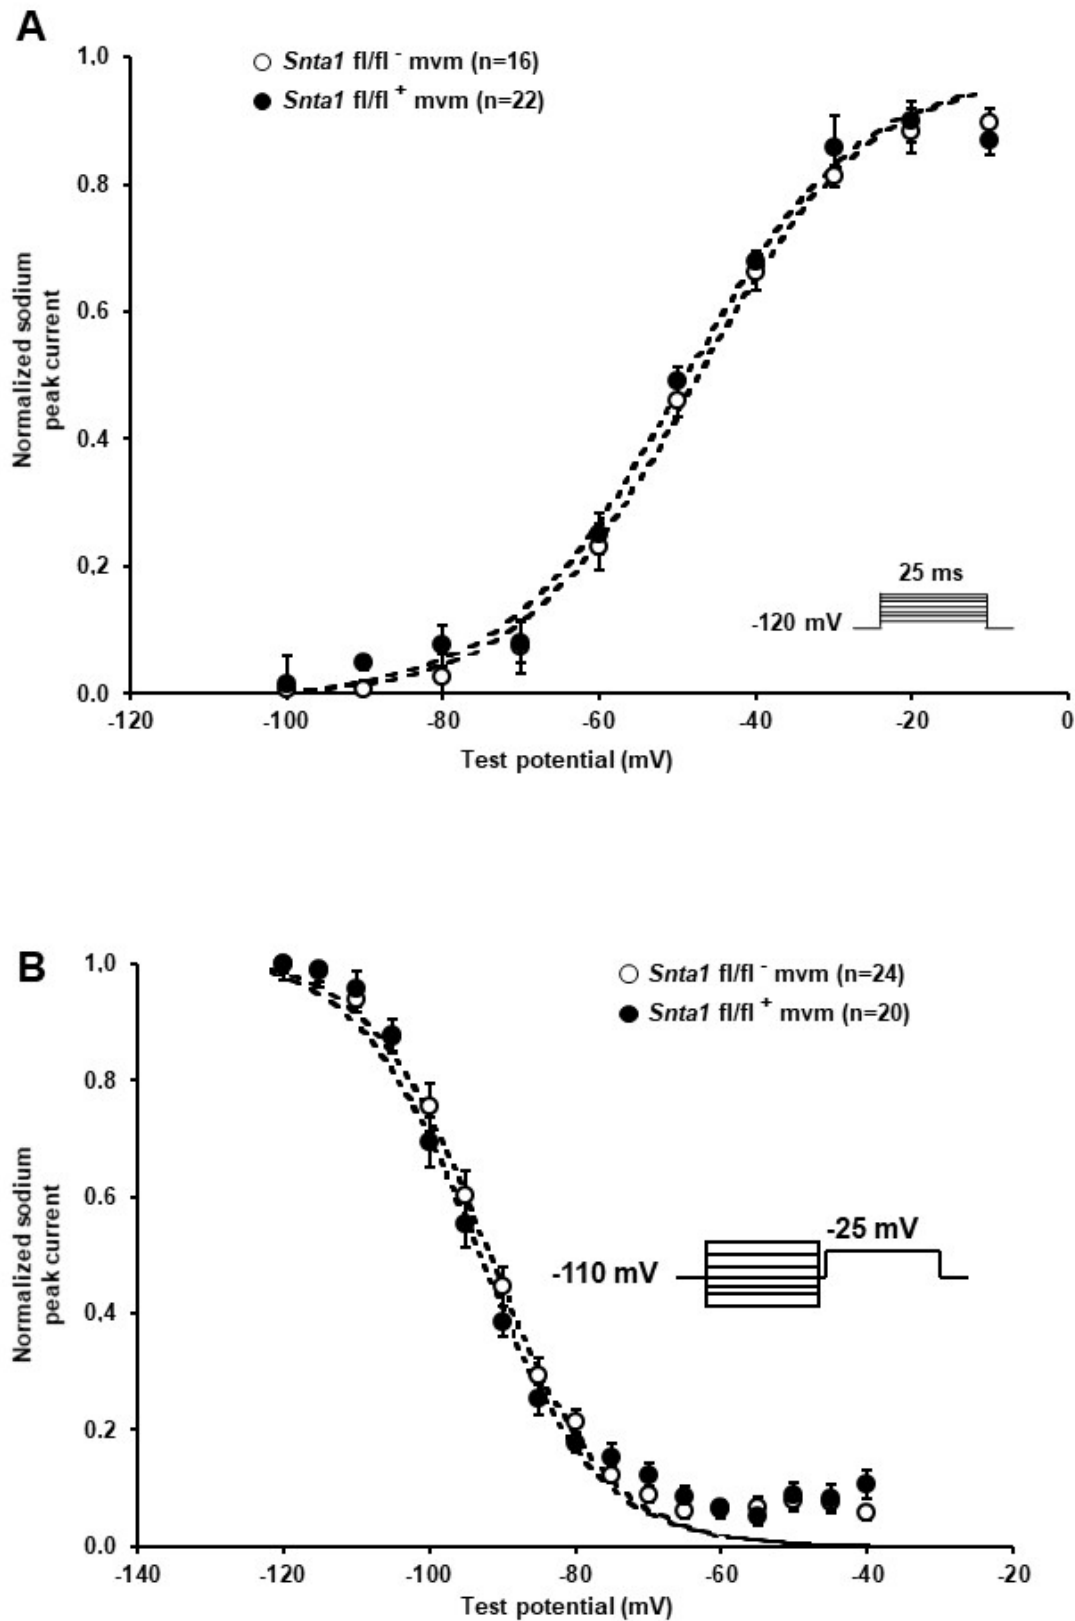 A
1.0
Snta1 fl/fl - mvm (n=16)
Snta1 fl/fl + mvm (n=22)
0.8
0.6
0.4
0.2
0.0
Normalized sodium
peak current
25 ms
-120 mV
-120 -100 -80 -60 -40 -20 0
Test potential (mV)
B
1.0
Snta1 fl/fl - mvm (n=24)
Snta1 fl/fl + mvm (n=20)
0.8
0.6
0.4
0.2
0.0
Normalized sodium
peak current
-25 mV
-110 mV
-140 -120 -100 -80 -60 -40 -20
Test potential (mV)